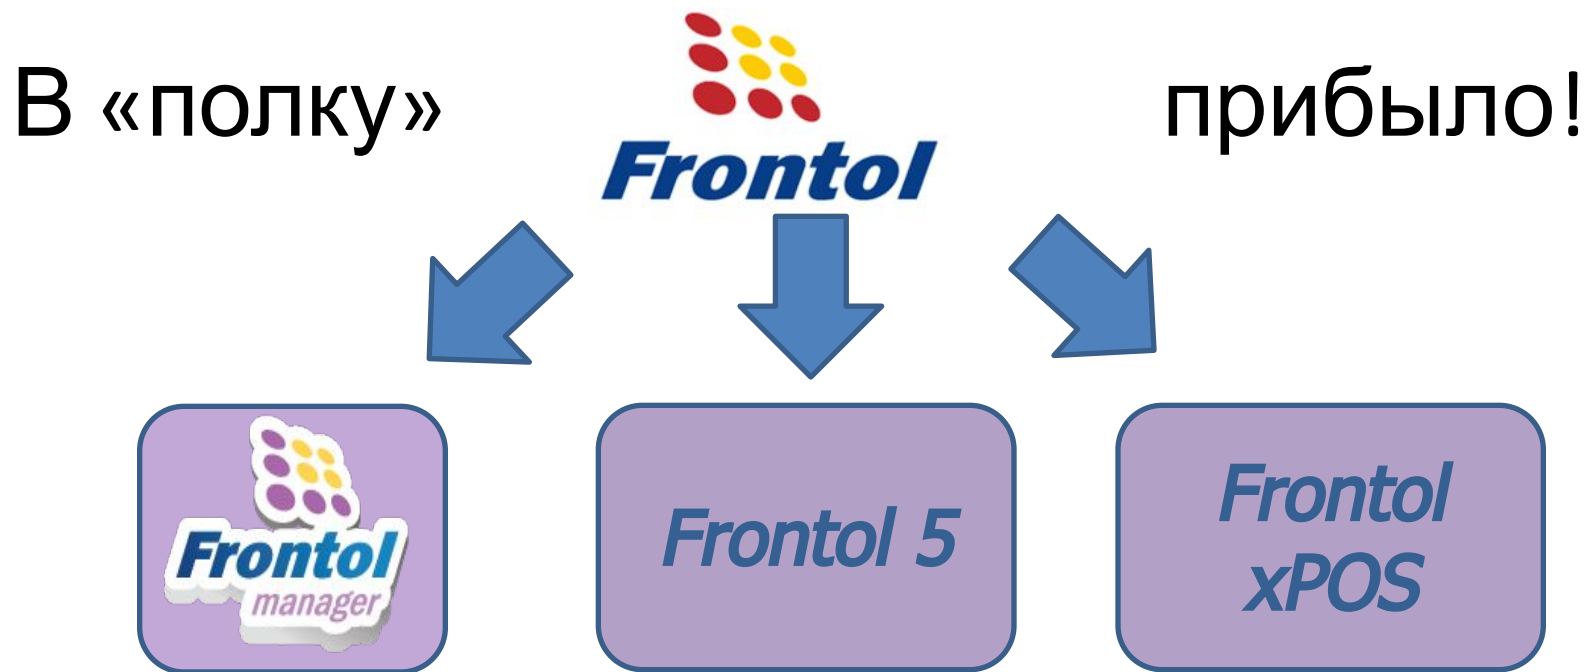 В «полку»
Frontol
прибыло!
Frontol
manager
Frontol 5
Frontol
xPOS